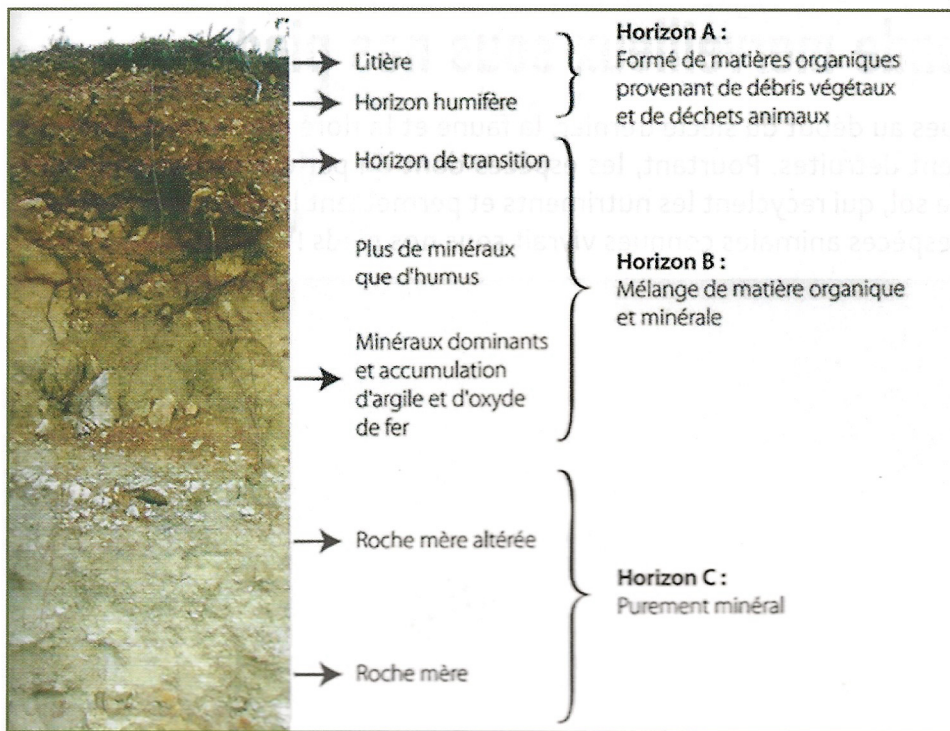 Litière
Horizon humifère
Horizon A :
Formé de matières organiques
provenant de débris végétaux
et de déchets animaux
Horizon de transition
Plus de minéraux
que d'humus
Minéraux dominants
et accumulation
d'argile et d'oxyde
de fer
Horizon B :
Mélange de matière organique
et minérale
Roche mère altérée
Roche mère
Horizon C :
Purement minéral